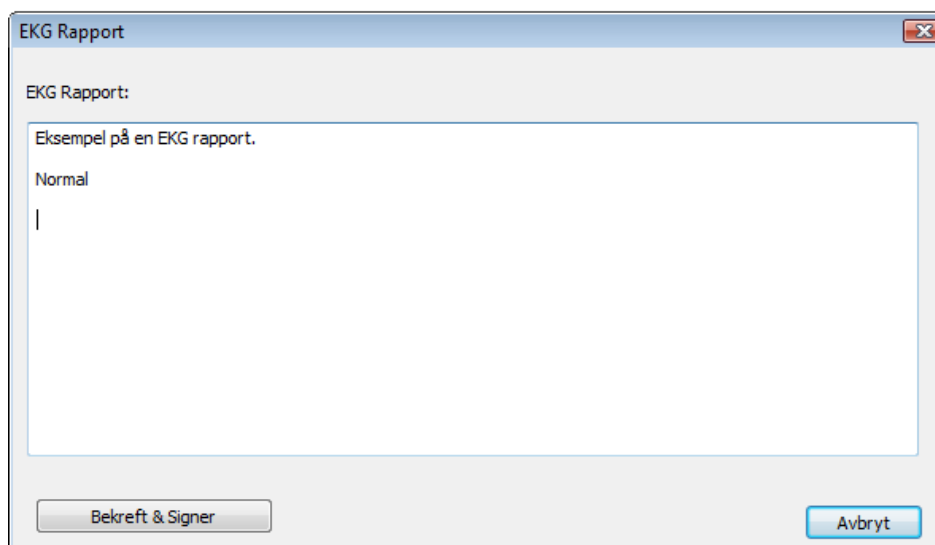 EKG Rapport
EKG Rapport:
Eksempel på en EKG rapport.
Normal
Bekreft & Signer
Avbryt